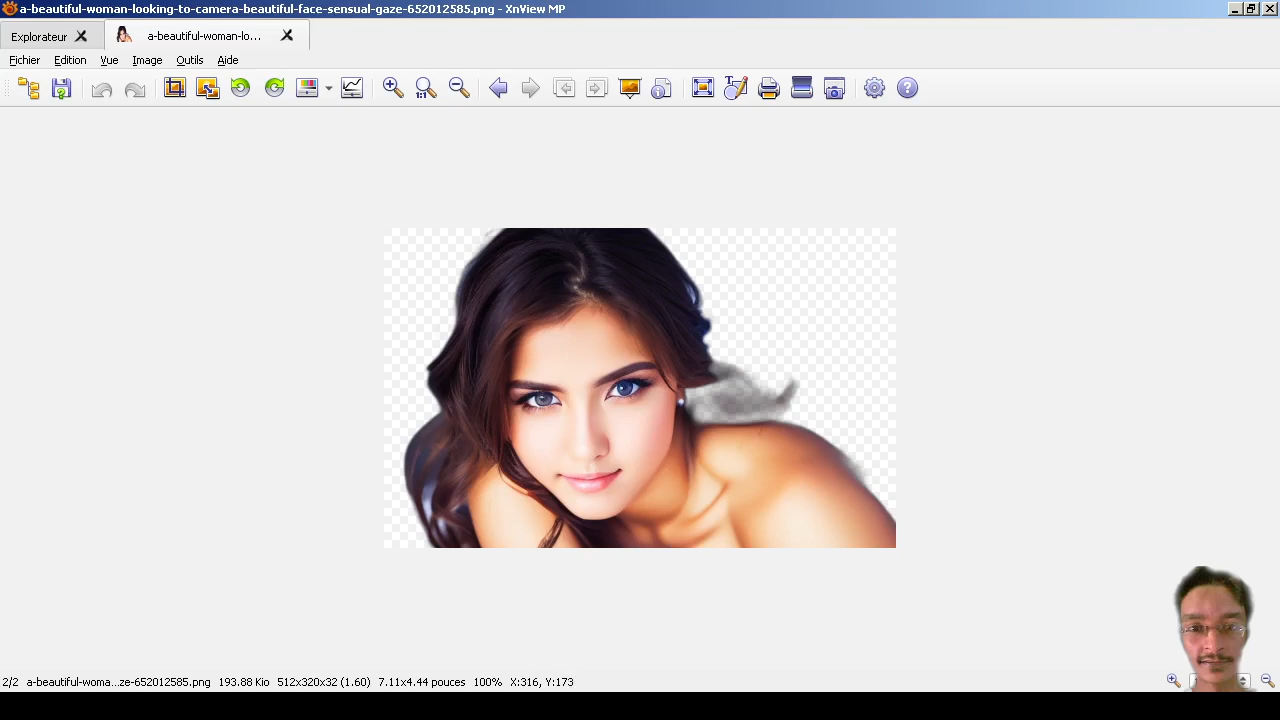 a-beautiful-woman-looking-to-camera-beautiful-face-sensual-gaze-652012585.png - XnView MP
Explorateur
a-beautiful-woman-lo...
Fichier Edition Vue Image Outils Aide
1:1
2/2 a-beautiful-woma...ze-652012585.png 193.88 Kio 512x320x32 (1.60) 7.11x4.44 pouces 100% X:316, Y:173